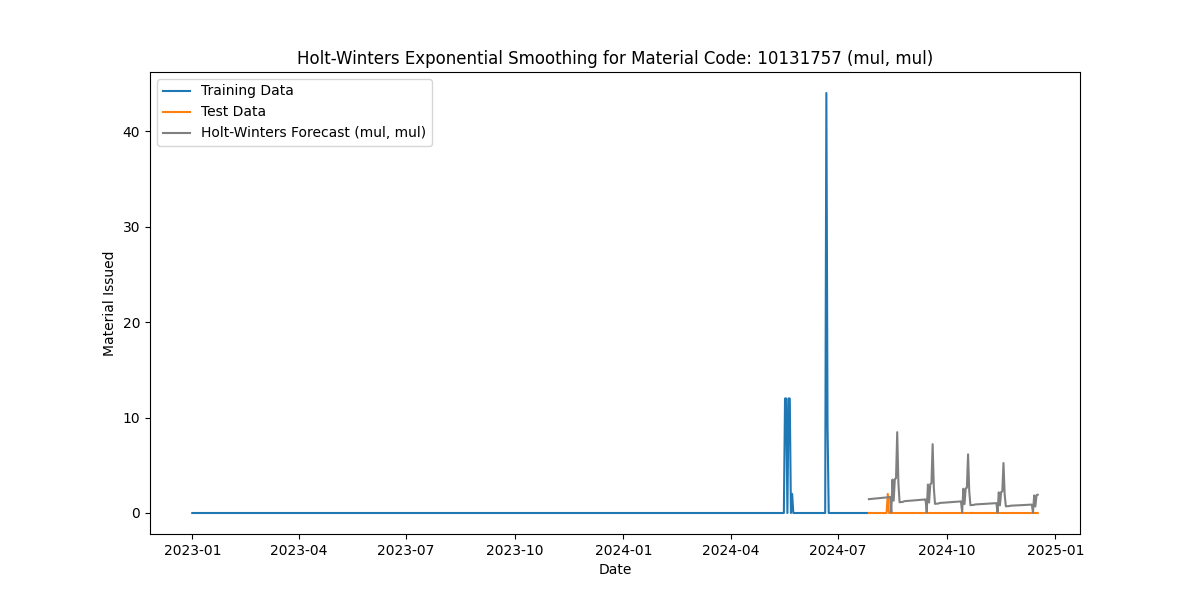 Holt-Winters Exponential Smoothing for Material Code: 10131757 (mul, mul)
Training Data
Test Data
Holt-Winters Forecast (mul, mul)
Material Issued
40
30
20
10
0
2023-01 2023-04 2023-07 2023-10 2024-01 2024-04 2024-07 2024-10 2025-01
Date